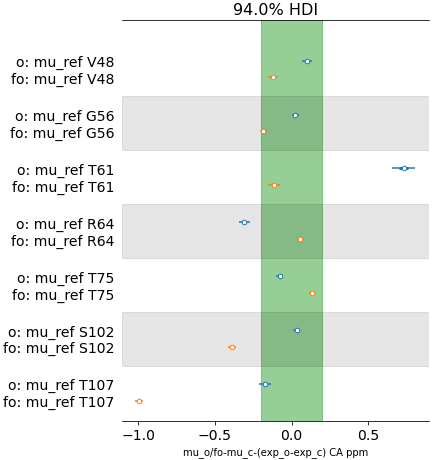 94.0% HDI
o: mu_ref V48
fo: mu_ref V48
o: mu_ref G56
fo: mu_ref G56
o: mu_ref T61
fo: mu_ref T61
o: mu_ref R64
fo: mu_ref R64
o: mu_ref T75
fo: mu_ref T75
o: mu_ref S102
fo: mu_ref S102
o: mu_ref T107
fo: mu_ref T107
−1.0 −0.5 0.0 0.5
mu_o/fo-mu_c-(exp_o-exp_c) CA ppm